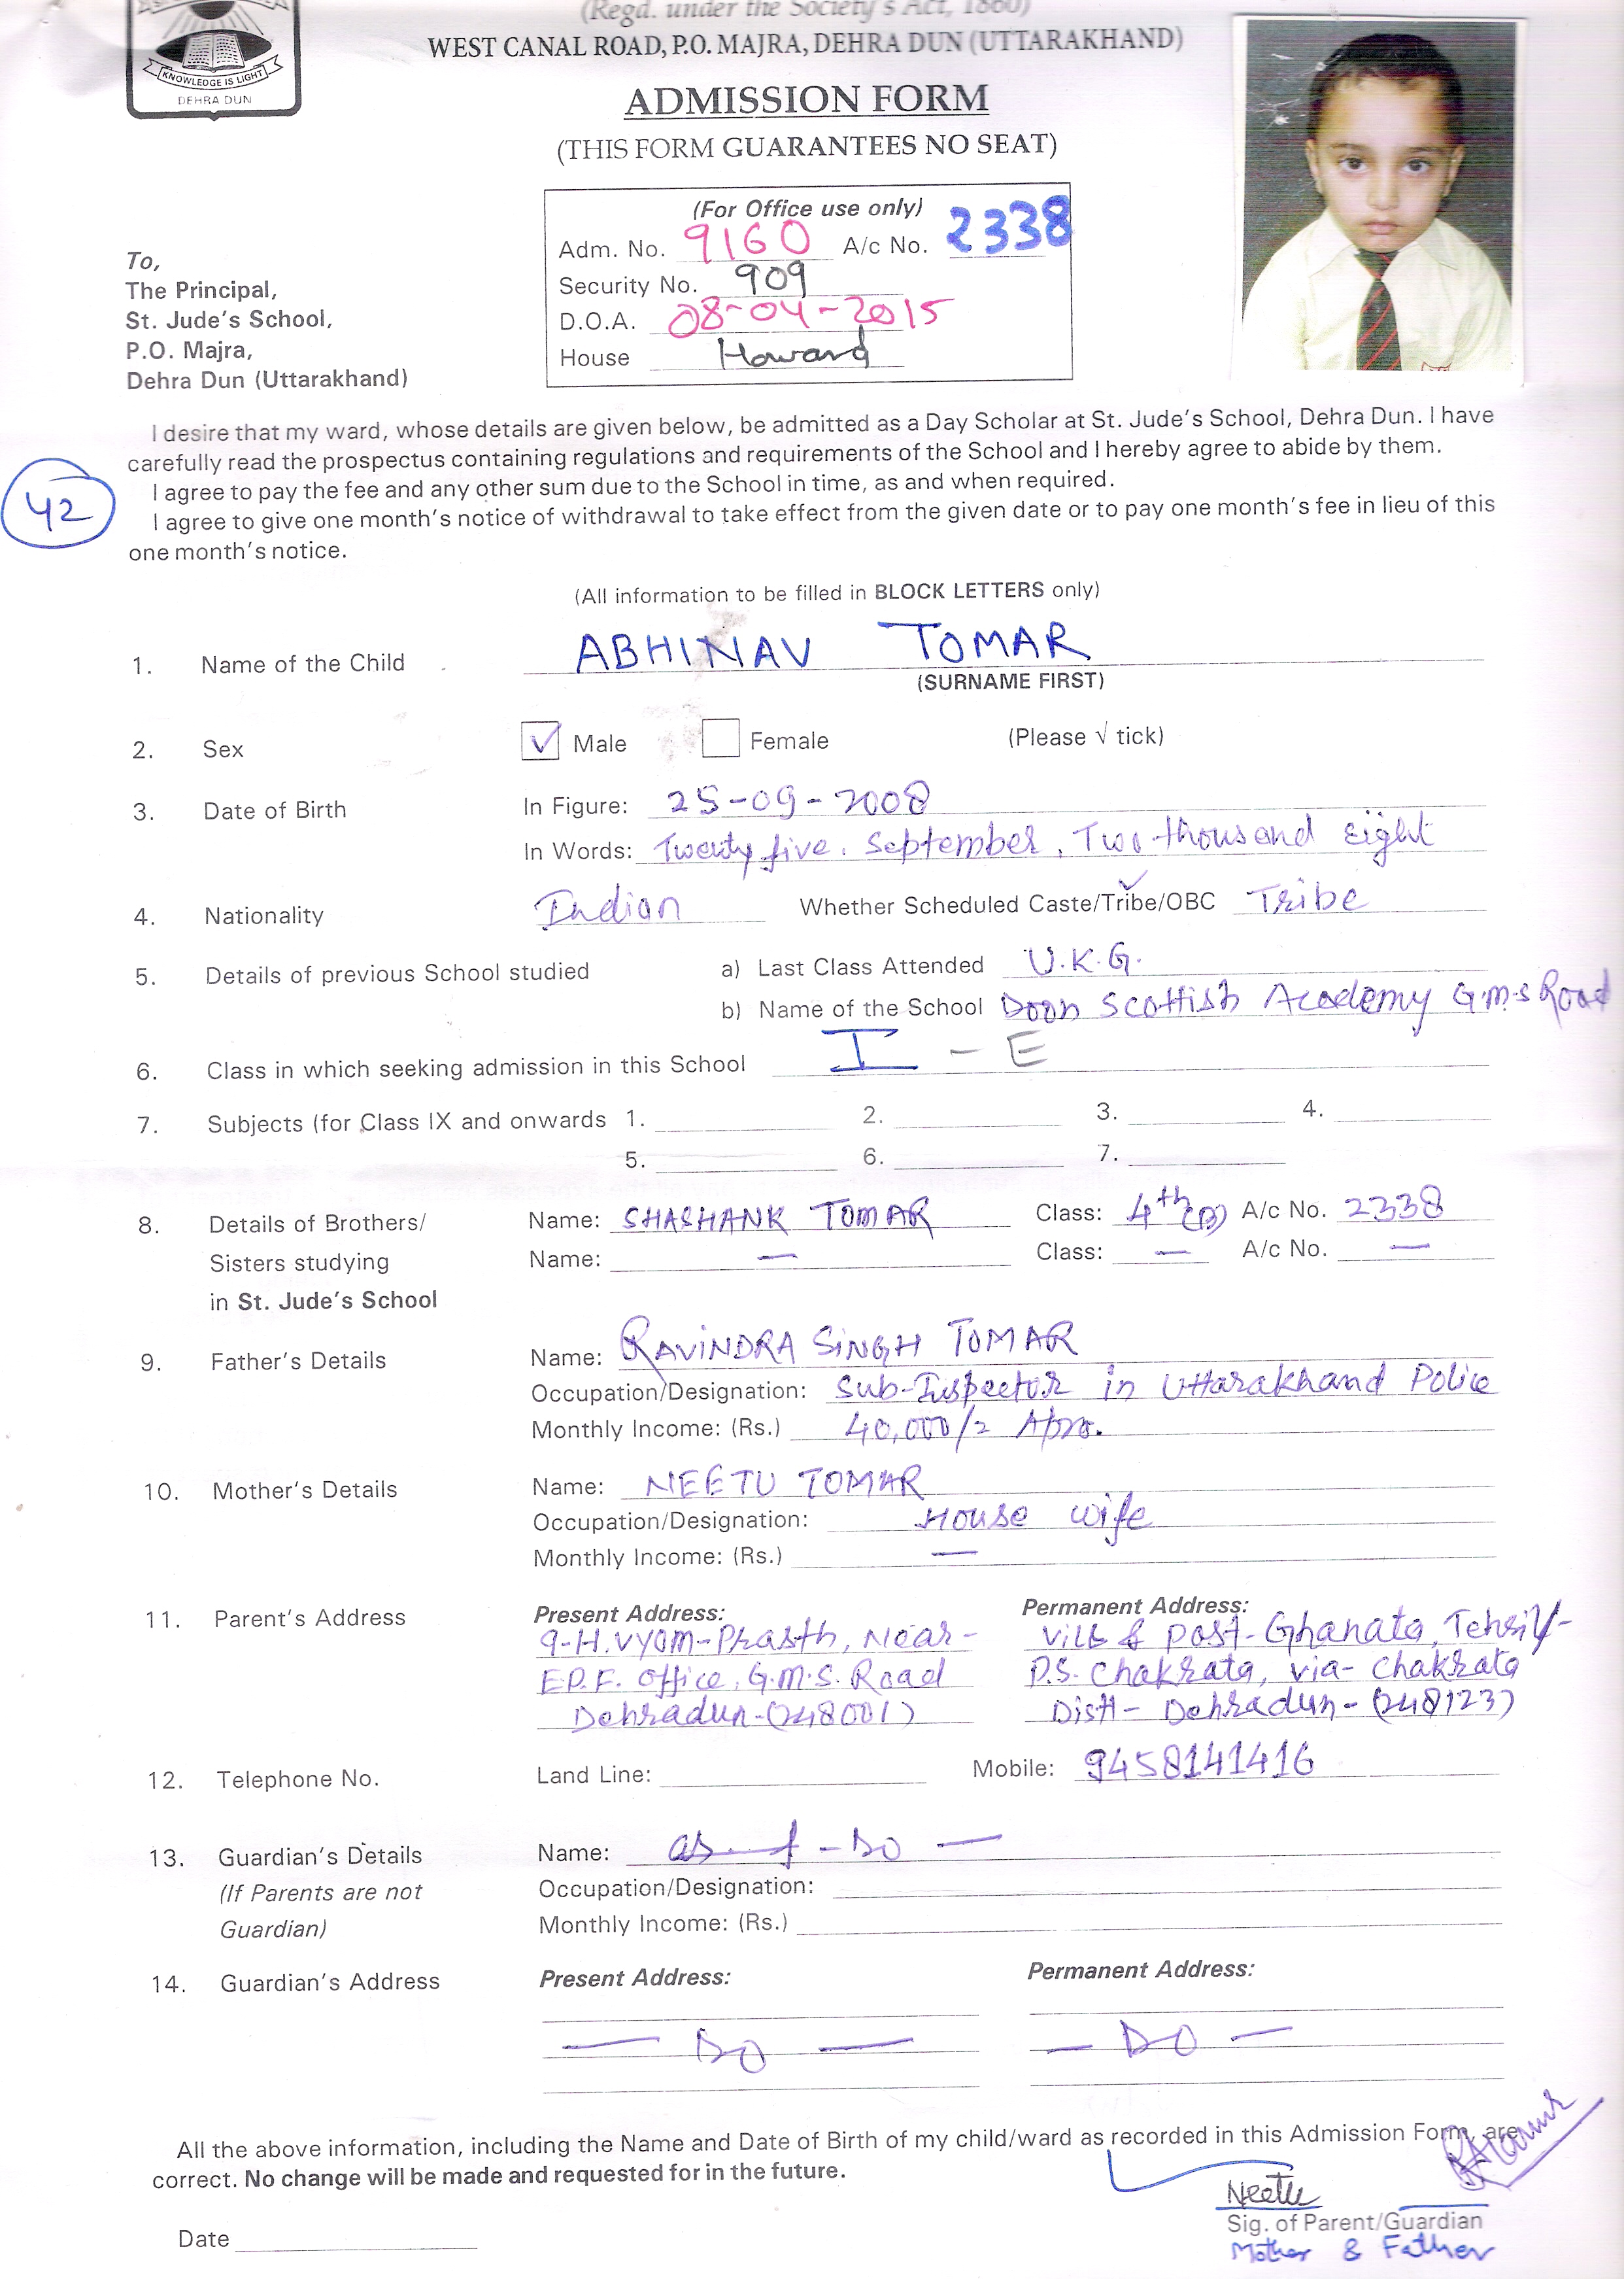 (Regd. under the Society's Act, 1860)
WEST CANAL ROAD, P.O. MAJRA, DEHRA DUN (UTTARAKHAND)
KNOWLEDGE IS LIGHT
DEHRA DUN
ADMISSION FORM
(THIS FORM GUARANTEES NO SEAT)
(For Office use only)
Adm. No. 9160 A/c No. 2338
Security No. 909
D.O.A. 08-04-2015
House Howard
To,
The Principal,
St. Jude's School,
P.O. Majra,
Dehra Dun (Uttarakhand)
I desire that my ward, whose details are given below, be admitted as a Day Scholar at St. Jude's School, Dehra Dun. I have
carefully read the prospectus containing regulations and requirements of the School and I hereby agree to abide by them.
I agree to pay the fee and any other sum due to the School in time, as and when required.
42
I agree to give one month's notice of withdrawal to take effect from the given date or to pay one month's fee in lieu of this
one month's notice.
(All information to be filled in BLOCK LETTERS only)
1. Name of the Child ABHINAV TOMAR
(SURNAME FIRST)
2. Sex ✓ Male Female (Please √ tick)
3. Date of Birth In Figure: 25-09-2008
In Words: Twenty five. September, Two thousand Eight
4. Nationality Indian Whether Scheduled Caste/Tribe/OBC Tribe
5. Details of previous School studied a) Last Class Attended U.K.G.
b) Name of the School Doon Scottish Academy G.M.S Road
6. Class in which seeking admission in this School I - E
7. Subjects (for Class IX and onwards 1. 2. 3. 4.
5. 6. 7.
8. Details of Brothers/ Name: SHASHANK TOMAR Class: 4th (B) A/c No. 2338
Sisters studying Name: — Class: — A/c No. —
in St. Jude's School
9. Father's Details Name: RAVINDRA SINGH TOMAR
Occupation/Designation: Sub-Inspector in Uttarakhand Police
Monthly Income: (Rs.) 40,000/= Apro.
10. Mother's Details Name: NEETU TOMAR
Occupation/Designation: House wife
Monthly Income: (Rs.) —
11. Parent's Address Present Address: Permanent Address:
9-H. Vyom-Prasth, Near- Vill & Post-Ghanata, Tehsil/-
E.P.F. Office, G.M.S. Road P.S. Chakrata, via- Chakrata
Dehradun-(248001) Distt- Dehradun- (248123)
12. Telephone No. Land Line: Mobile: 9458141416
13. Guardian's Details Name: - Do —
(If Parents are not Occupation/Designation:
Guardian) Monthly Income: (Rs.)
14. Guardian's Address Present Address: Permanent Address:
— Do — — Do —
All the above information, including the Name and Date of Birth of my child/ward as recorded in this Admission Form, are
correct. No change will be made and requested for in the future.
Neetu
Sig. of Parent/Guardian
Mother & Father
Date